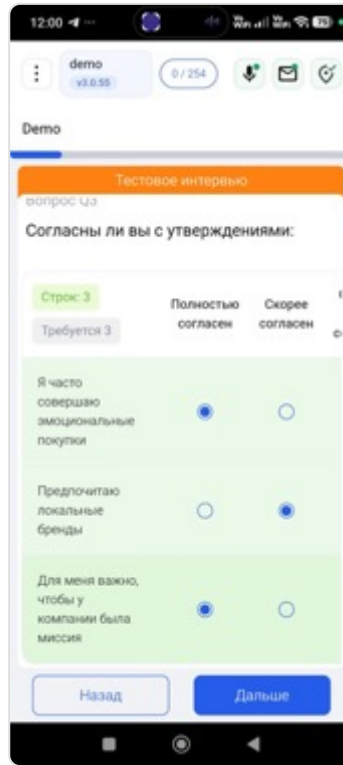 12:00
demo
v3.0.55
0 / 254
Demo
Тестовое интервью
Вопрос Q3
Согласны ли вы с утверждениями:
Строк: 3
Требуется 3
Полностью
согласен
Скорее
согласен
Я часто
совершаю
эмоциональные
покупки
Предпочитаю
локальные
бренды
Для меня важно,
чтобы у
компании была
миссия
Назад
Дальше